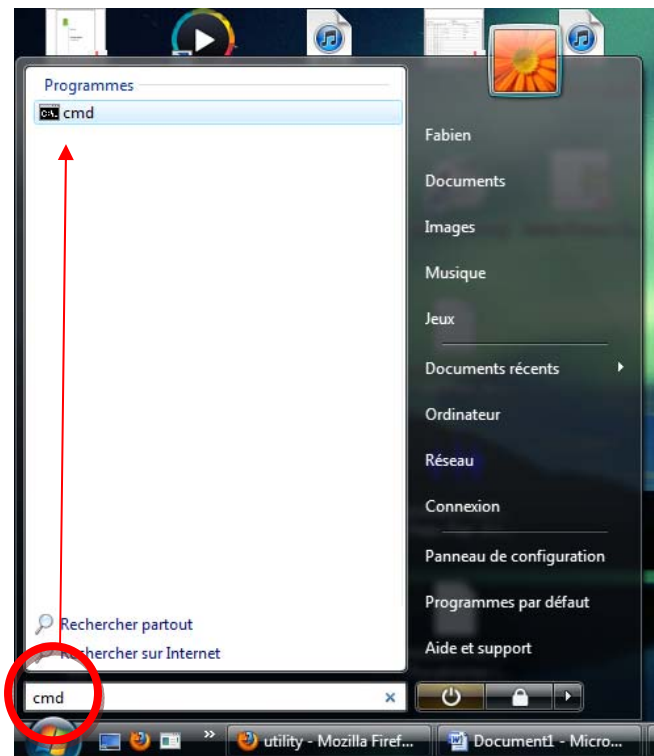 Programmes
cmd
Fabien
Documents
Images
Musique
Jeux
Documents récents
Ordinateur
Réseau
Connexion
Panneau de configuration
Programmes par défaut
Aide et support
Rechercher partout
Rechercher sur Internet
cmd
utility - Mozilla Firef...
Document1 - Micro...